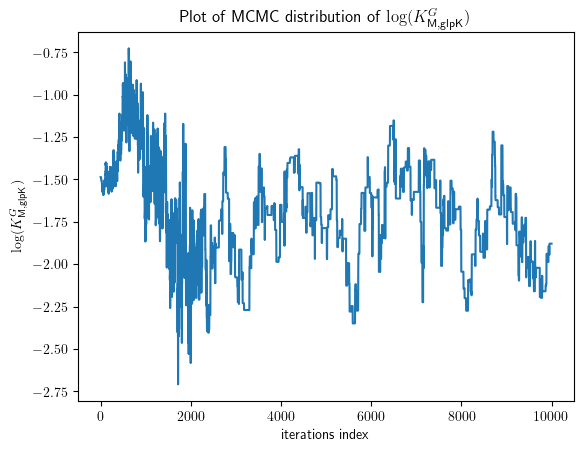 Plot of MCMC distribution of log(K^G_M,glpK)
log(K^G_M,glpK)
−0.75
−1.00
−1.25
−1.50
−1.75
−2.00
−2.25
−2.50
−2.75
0 2000 4000 6000 8000 10000
iterations index